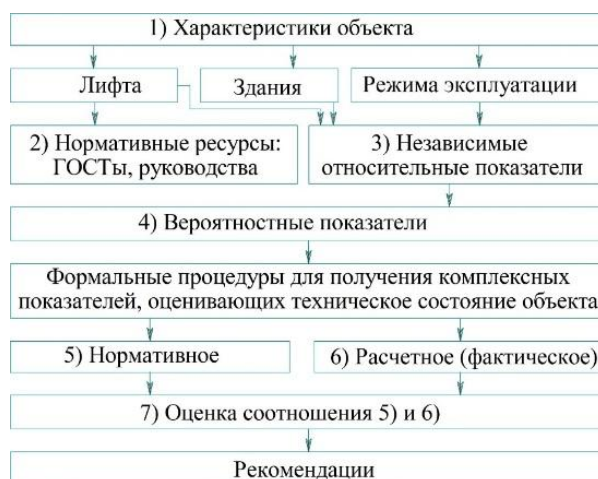 1) Характеристики объекта
Лифта
Здания
Режима эксплуатации
2) Нормативные ресурсы:
ГОСТы, руководства
3) Независимые
относительные показатели
4) Вероятностные показатели
Формальные процедуры для получения комплексных
показателей, оценивающих техническое состояние объекта
5) Нормативное
6) Расчетное (фактическое)
7) Оценка соотношения 5) и 6)
Рекомендации